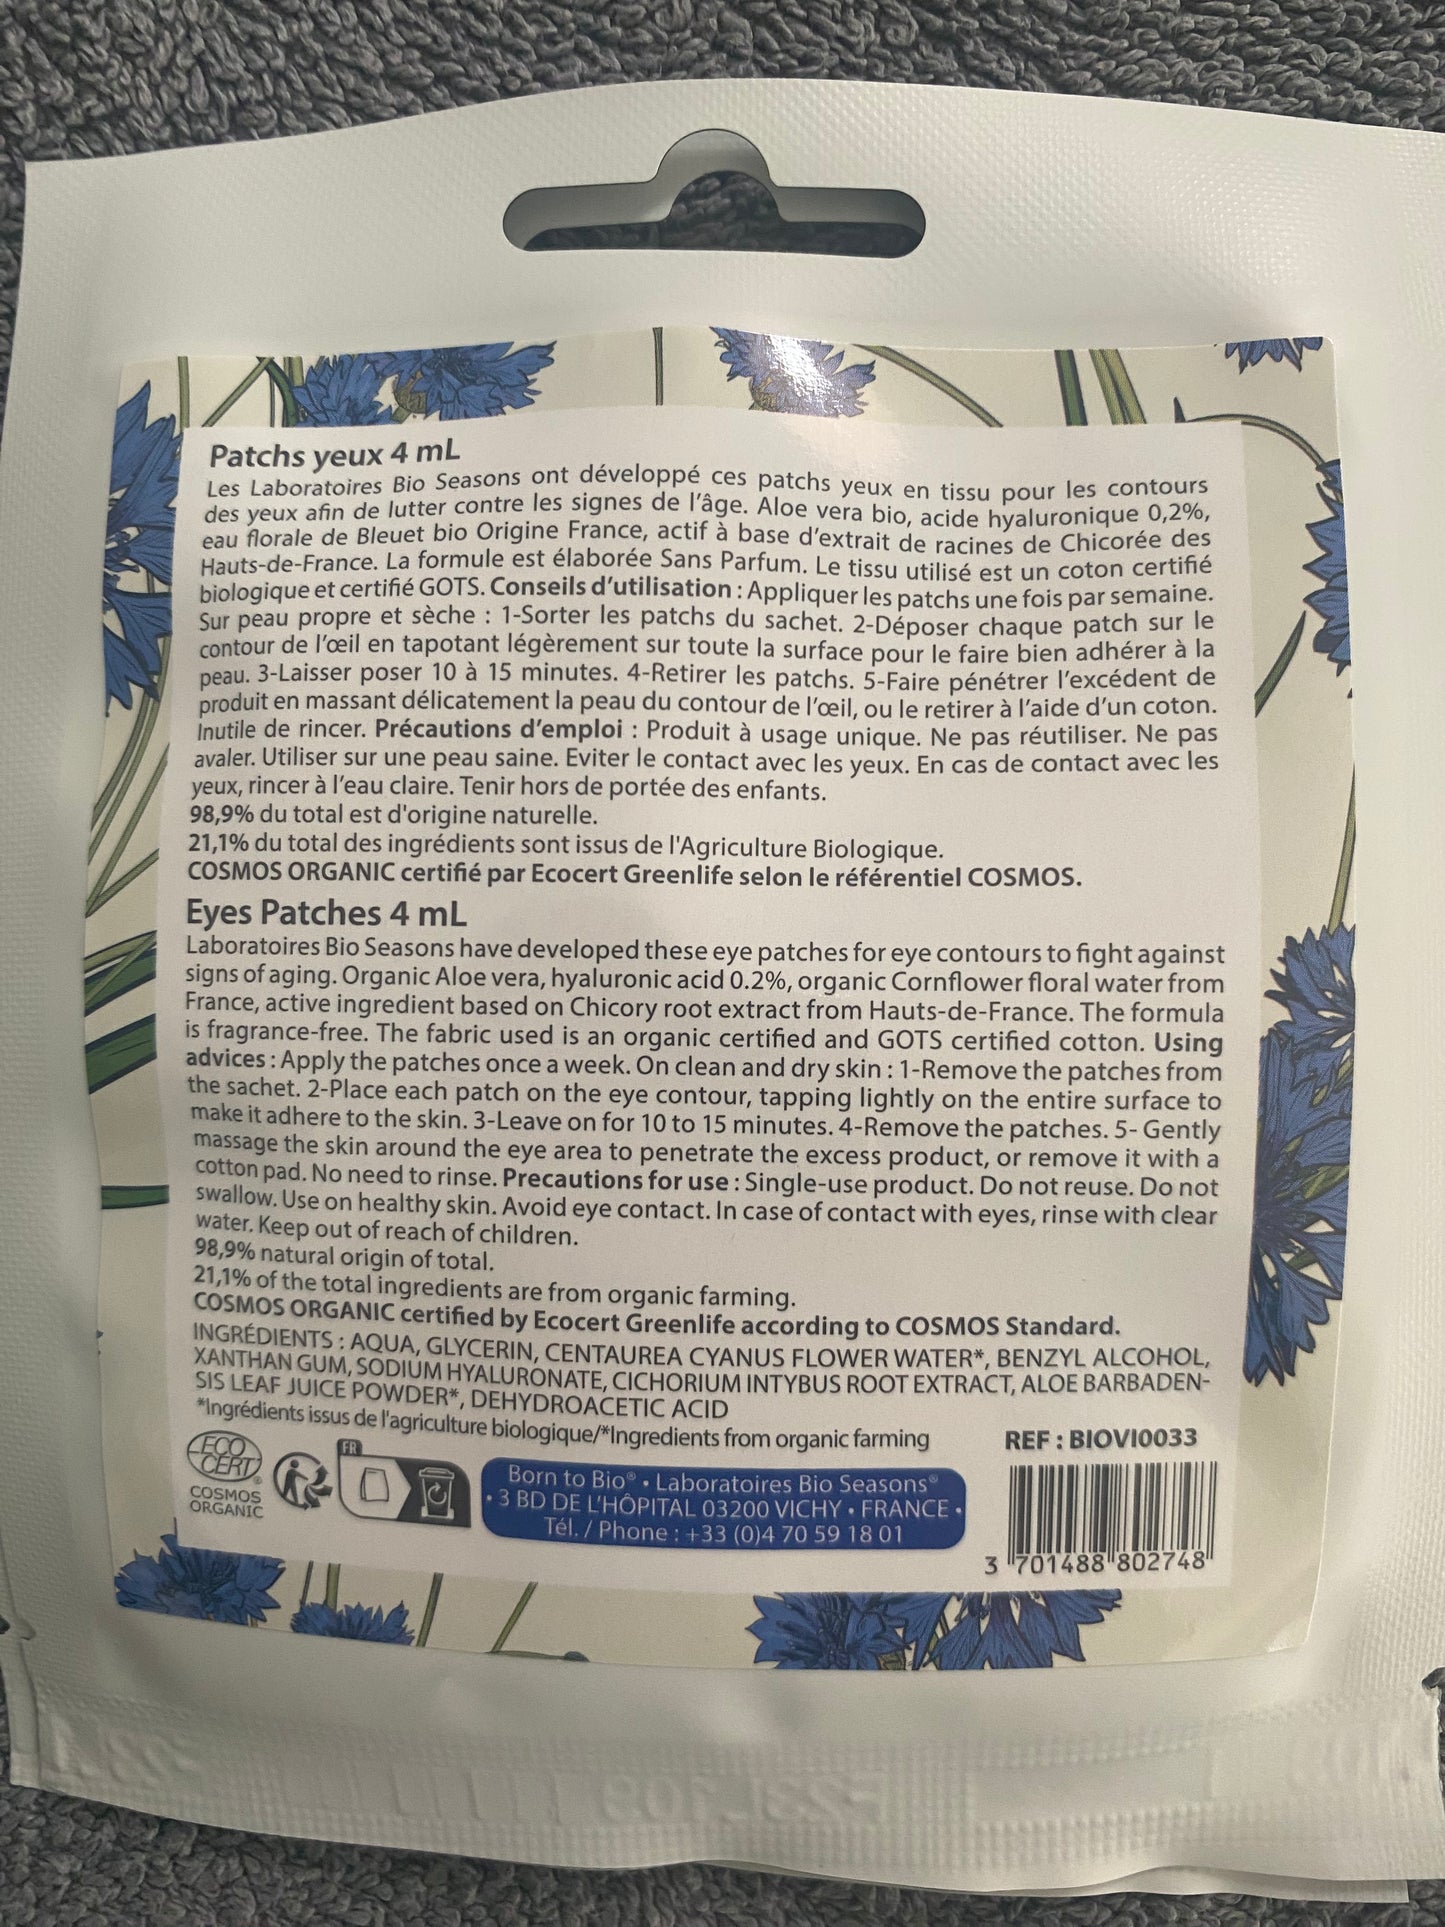 Patchs yeux 4 mL
Les Laboratoires Bio Seasons ont développé ces patchs yeux en tissu pour les contours
des yeux afin de lutter contre les signes de l'âge. Aloe vera bio, acide hyaluronique 0,2%,
eau florale de Bleuet bio Origine France, actif à base d'extrait de racines de Chicorée des
Hauts-de-France. La formule est élaborée Sans Parfum. Le tissu utilisé est un coton certifié
biologique et certifié GOTS. Conseils d'utilisation : Appliquer les patchs une fois par semaine.
Sur peau propre et sèche : 1-Sorter les patchs du sachet. 2-Déposer chaque patch sur le
contour de l'œil en tapotant légèrement sur toute la surface pour le faire bien adhérer à la
peau. 3-Laisser poser 10 à 15 minutes. 4-Retirer les patchs. 5-Faire pénétrer l'excédent de
produit en massant délicatement la peau du contour de l'œil, ou le retirer à l'aide d'un coton.
Inutile de rincer. Précautions d'emploi : Produit à usage unique. Ne pas réutiliser. Ne pas
avaler. Utiliser sur une peau saine. Eviter le contact avec les yeux. En cas de contact avec les
yeux, rincer à l'eau claire. Tenir hors de portée des enfants.
98,9% du total est d'origine naturelle.
21,1% du total des ingrédients sont issus de l'Agriculture Biologique.
COSMOS ORGANIC certifié par Ecocert Greenlife selon le référentiel COSMOS.
Eyes Patches 4 mL
Laboratoires Bio Seasons have developed these eye patches for eye contours to fight against
signs of aging. Organic Aloe vera, hyaluronic acid 0.2%, organic Cornflower floral water from
France, active ingredient based on Chicory root extract from Hauts-de-France. The formula
is fragrance-free. The fabric used is an organic certified and GOTS certified cotton. Using
advices : Apply the patches once a week. On clean and dry skin : 1-Remove the patches from
the sachet. 2-Place each patch on the eye contour, tapping lightly on the entire surface to
make it adhere to the skin. 3-Leave on for 10 to 15 minutes. 4-Remove the patches. 5- Gently
massage the skin around the eye area to penetrate the excess product, or remove it with a
cotton pad. No need to rinse. Precautions for use : Single-use product. Do not reuse. Do not
swallow. Use on healthy skin. Avoid eye contact. In case of contact with eyes, rinse with clear
water. Keep out of reach of children.
98,9% natural origin of total.
21,1% of the total ingredients are from organic farming.
COSMOS ORGANIC certified by Ecocert Greenlife according to COSMOS Standard.
INGRÉDIENTS : AQUA, GLYCERIN, CENTAUREA CYANUS FLOWER WATER*, BENZYL ALCOHOL,
XANTHAN GUM, SODIUM HYALURONATE, CICHORIUM INTYBUS ROOT EXTRACT, ALOE BARBADEN-
SIS LEAF JUICE POWDER*, DEHYDROACETIC ACID
*Ingrédients issus de l'agriculture biologique/*Ingredients from organic farming
REF : BIOVI0033
ECO
CERT®
COSMOS
ORGANIC
FR
Born to Bio® • Laboratoires Bio Seasons®
• 3 BD DE L'HÔPITAL 03200 VICHY • FRANCE •
Tél. / Phone : +33 (0)4 70 59 18 01
3 701488 802748